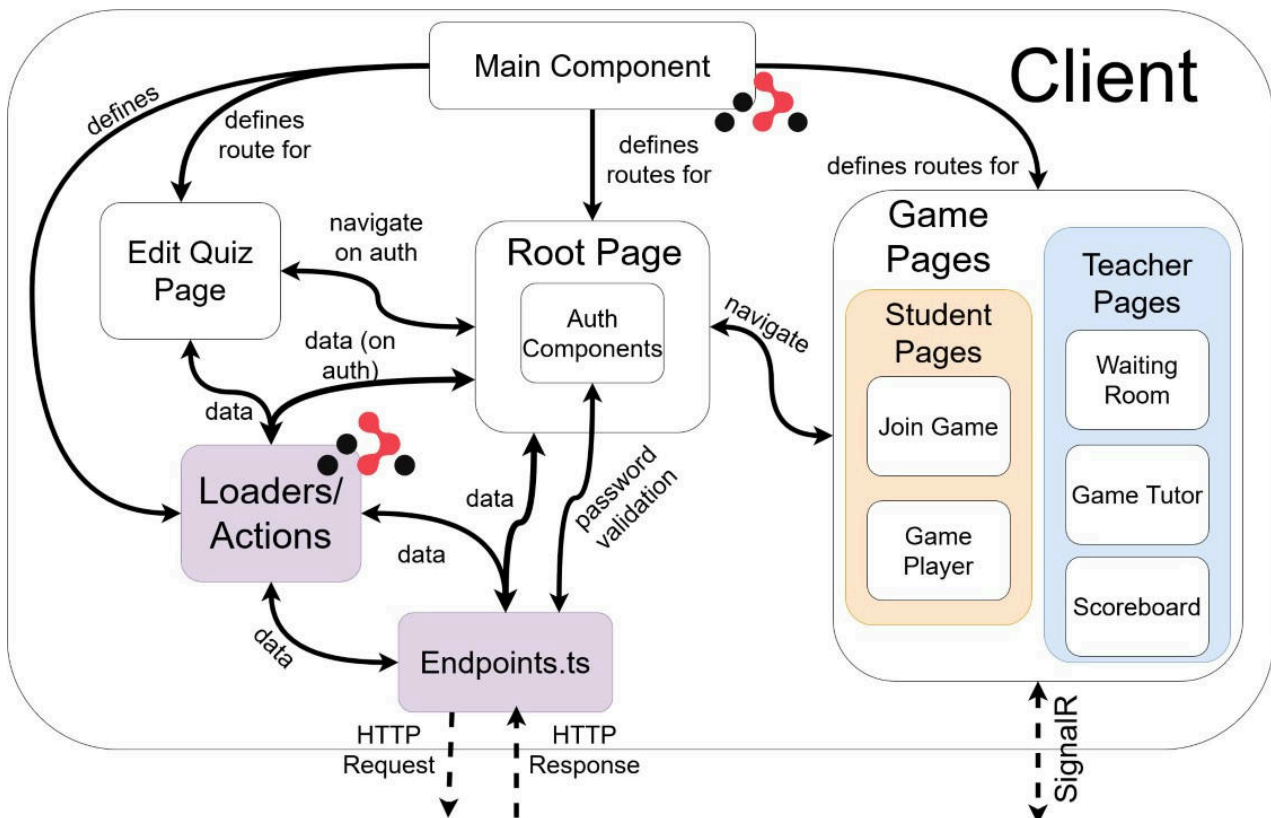 Client
Main Component
defines
defines
route for
defines
routes for
defines routes for
Edit Quiz
Page
navigate
on auth
Root Page
Auth
Components
data (on
auth)
data
navigate
Game
Pages
Student
Pages
Join Game
Game
Player
Teacher
Pages
Waiting
Room
Game Tutor
Scoreboard
Loaders/
Actions
data
data
password
validation
data
Endpoints.ts
HTTP
Request
HTTP
Response
SignalR